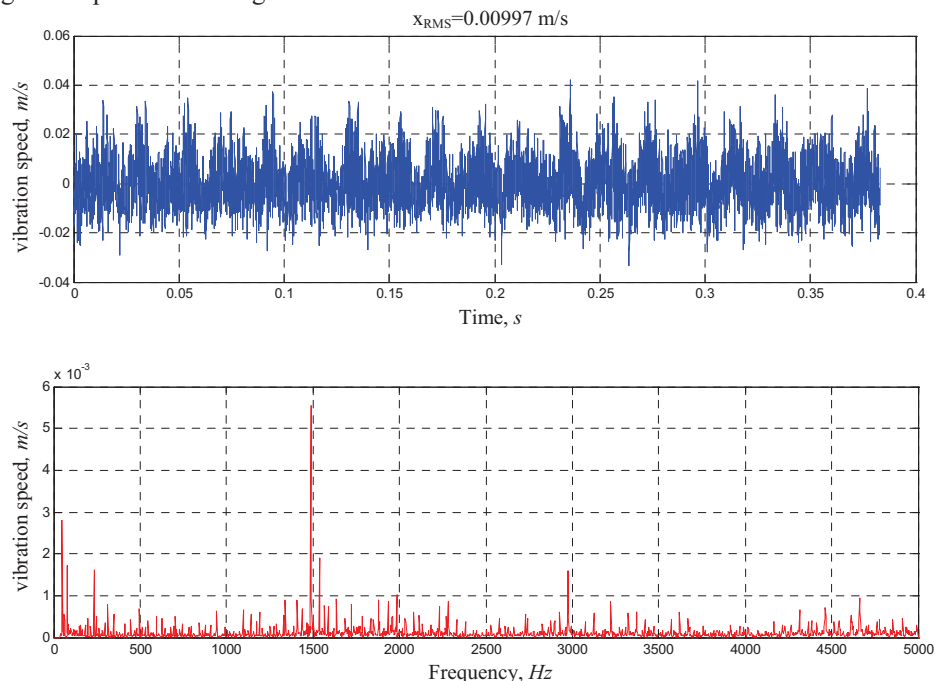 x_RMS=0.00997 m/s
0.06
0.04
0.02
0
-0.02
-0.04
vibration speed, m/s
0 0.05 0.1 0.15 0.2 0.25 0.3 0.35 0.4
Time, s
x 10⁻³
6
5
4
3
2
1
0
vibration speed, m/s
0 500 1000 1500 2000 2500 3000 3500 4000 4500 5000
Frequency, Hz